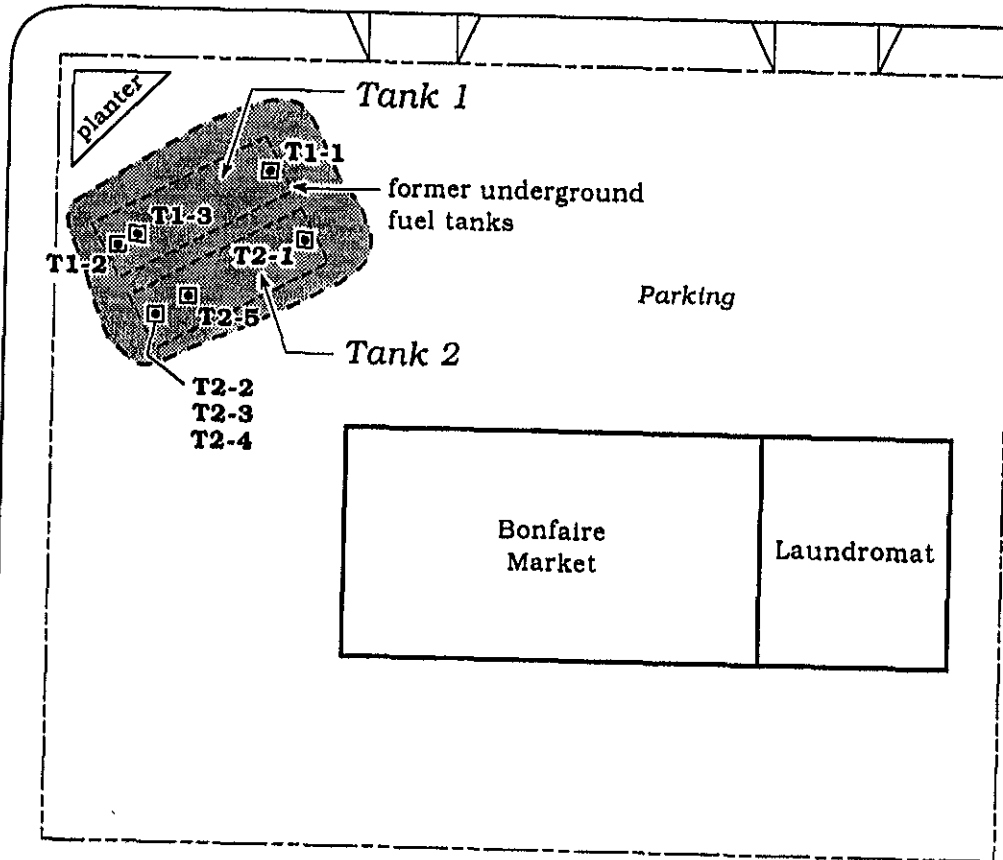 planter
Tank 1
T1-1
former underground
fuel tanks
T1-3
T1-2
T2-1
Parking
T2-5
Tank 2
T2-2
T2-3
T2-4
Bonfaire
Market
Laundromat